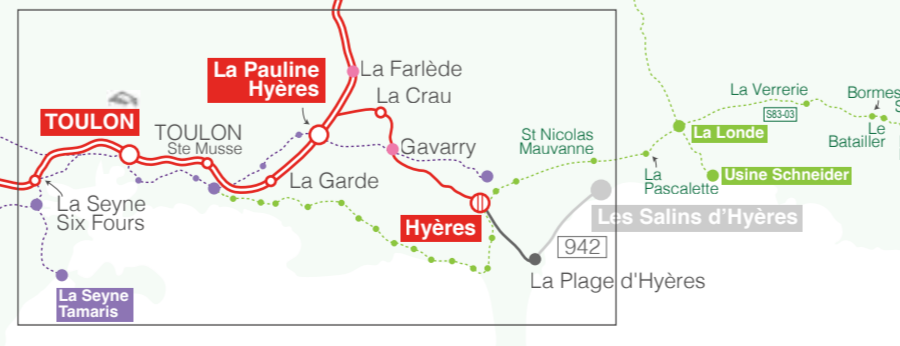 La Pauline
Hyères
La Farlède
La Crau
TOULON
TOULON
Ste Musse
Gavarry
La Garde
La Seyne
Six Fours
Hyères
La Seyne
Tamaris
St Nicolas
Mauvanne
La Verrerie
S83-03
Bormes
S
La Londe
Le
Batailler
La
Pascalette
Usine Schneider
Les Salins d'Hyères
942
La Plage d'Hyères